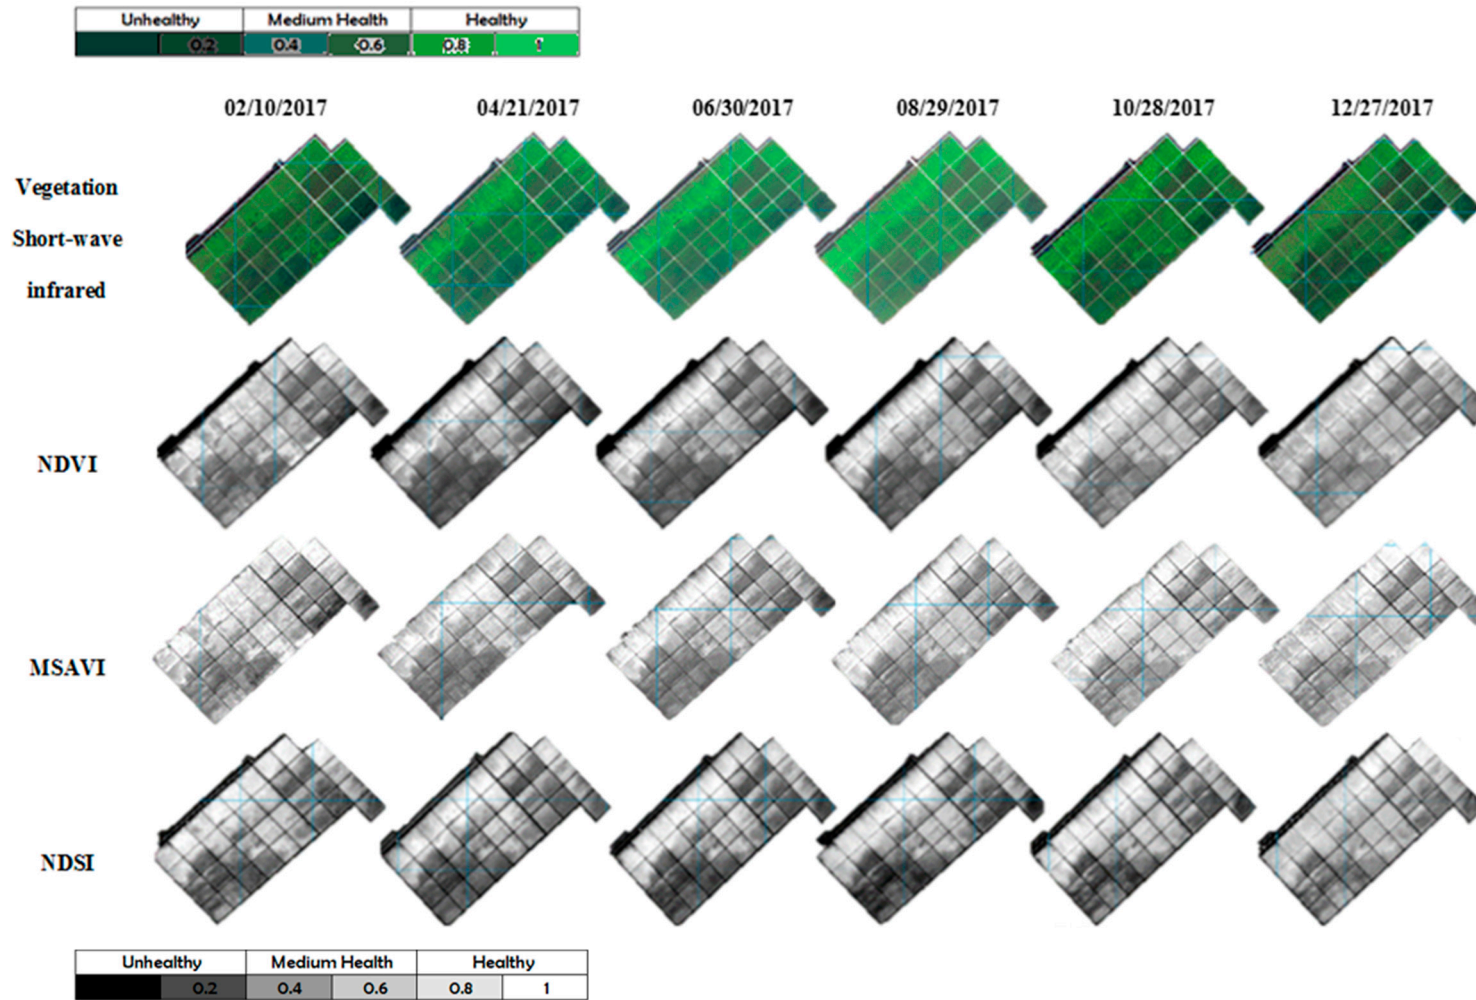 Unhealthy Medium Health Healthy
0.2 0.4 0.6 0.8 1
02/10/2017 04/21/2017 06/30/2017 08/29/2017 10/28/2017 12/27/2017
Vegetation
Short-wave
infrared
NDVI
MSAVI
NDSI
Unhealthy Medium Health Healthy
0.2 0.4 0.6 0.8 1